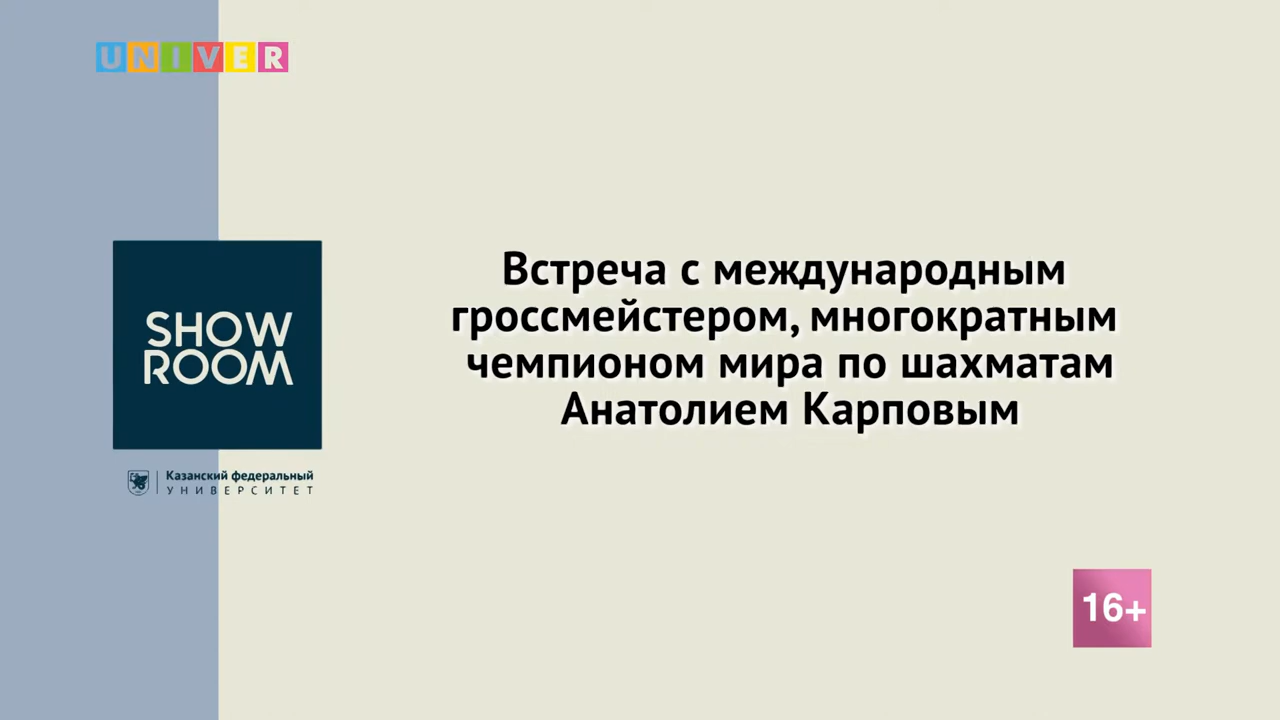 UNIVER
SHOW
ROOM
Казанский федеральный
УНИВЕРСИТЕТ
Встреча с международным
гроссмейстером, многократным
чемпионом мира по шахматам
Анатолием Карповым
16+